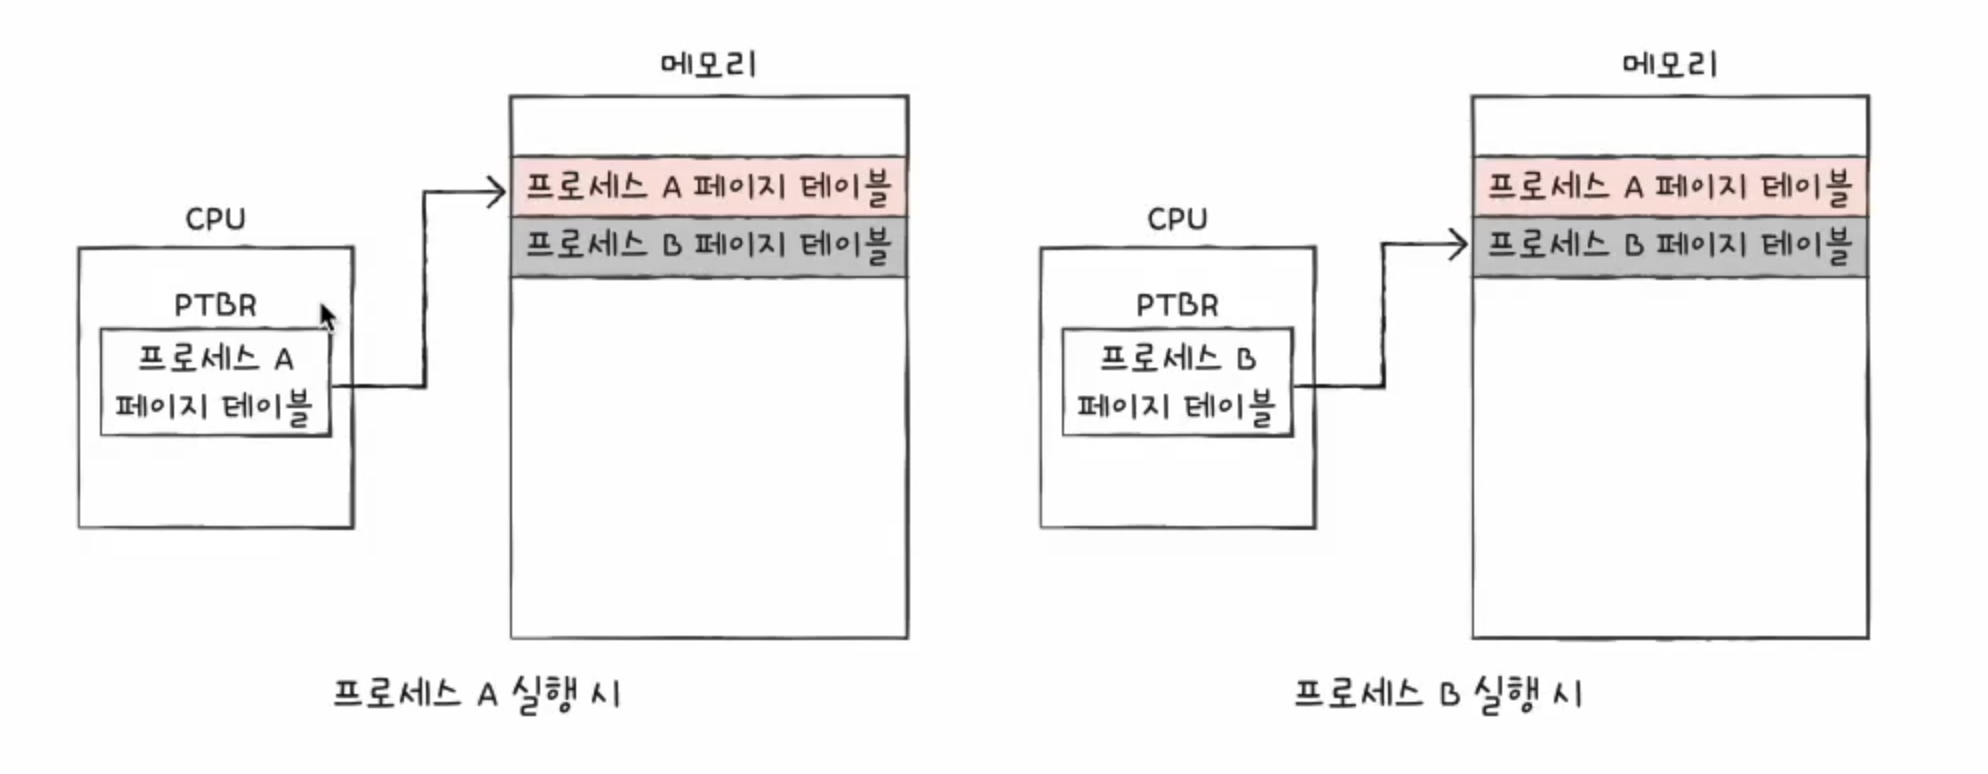 메모리
프로세스 A 페이지 테이블
프로세스 B 페이지 테이블
CPU
PTBR
프로세스 A
페이지 테이블
프로세스 A 실행 시
메모리
프로세스 A 페이지 테이블
프로세스 B 페이지 테이블
CPU
PTBR
프로세스 B
페이지 테이블
프로세스 B 실행 시